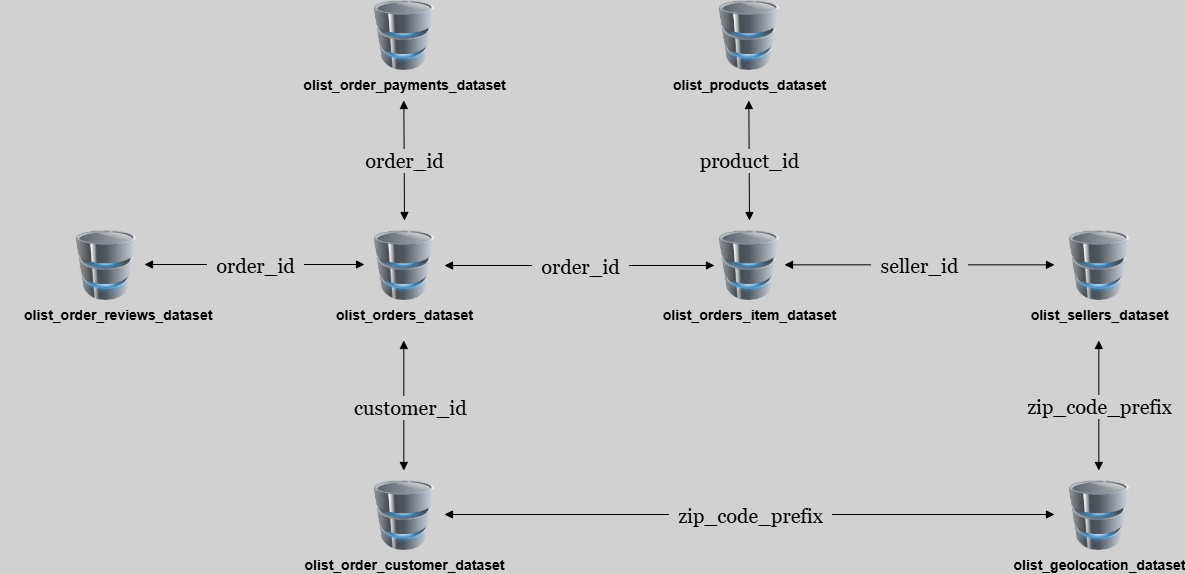 olist_order_payments_dataset
olist_products_dataset
order_id
product_id
order_id
order_id
seller_id
olist_order_reviews_dataset
olist_orders_dataset
olist_orders_item_dataset
olist_sellers_dataset
customer_id
zip_code_prefix
zip_code_prefix
olist_order_customer_dataset
olist_geolocation_dataset